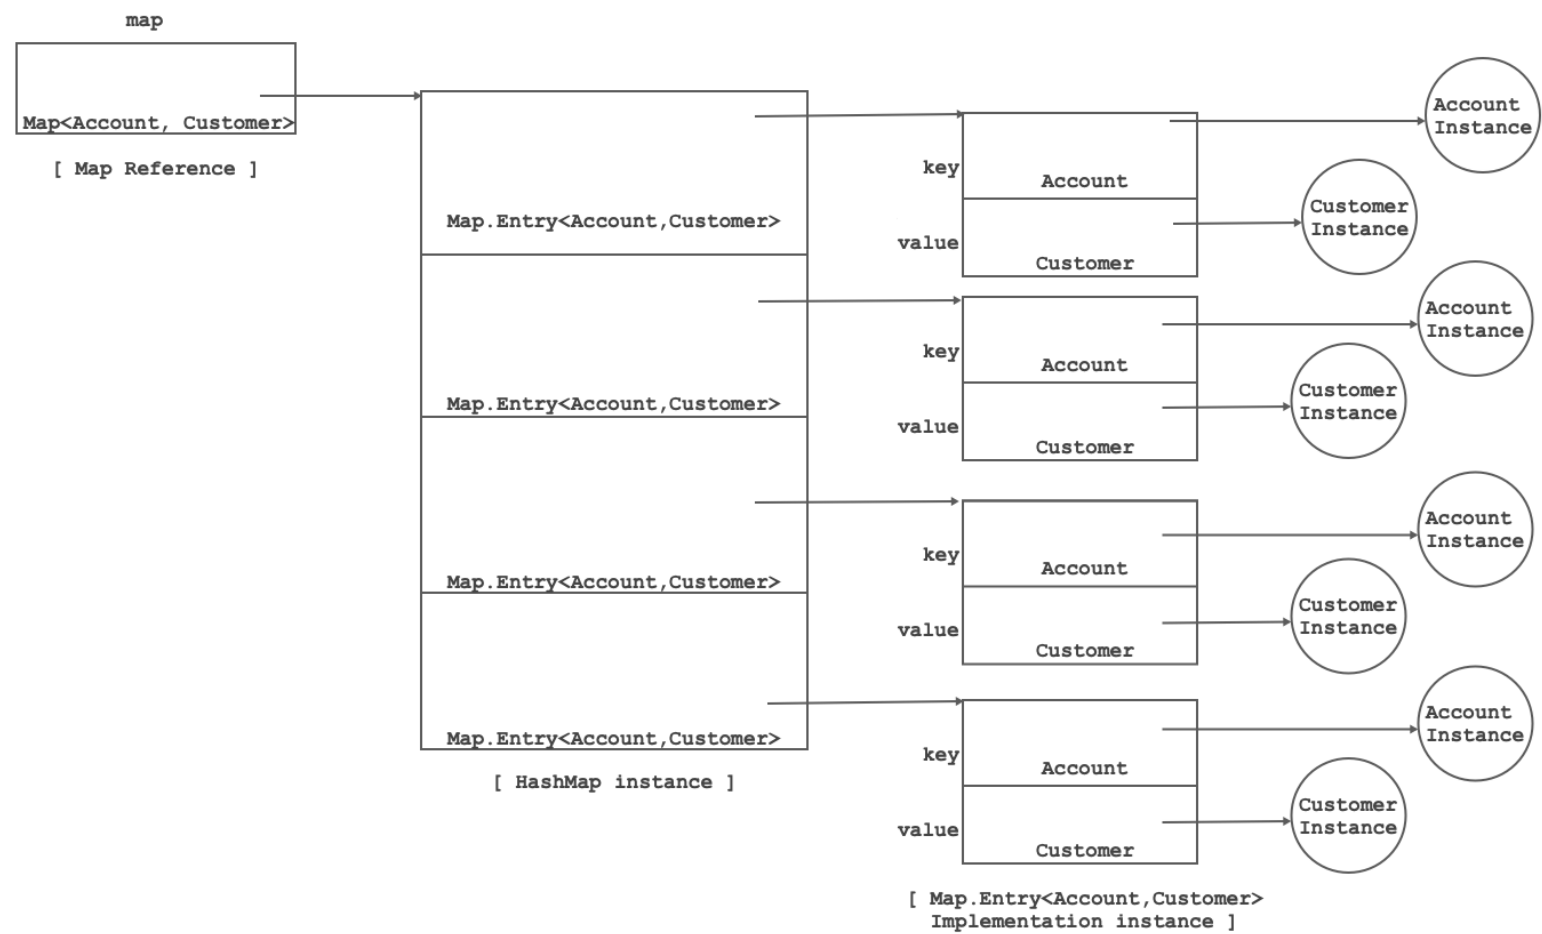 map
Map<Account, Customer>
[ Map Reference ]
Map.Entry<Account,Customer>
Map.Entry<Account,Customer>
Map.Entry<Account,Customer>
Map.Entry<Account,Customer>
[ HashMap instance ]
key
Account
value
Customer
Account
Instance
Customer
Instance
key
Account
value
Customer
Account
Instance
Customer
Instance
key
Account
value
Customer
Account
Instance
Customer
Instance
key
Account
value
Customer
Account
Instance
Customer
Instance
[ Map.Entry<Account,Customer>
Implementation instance ]